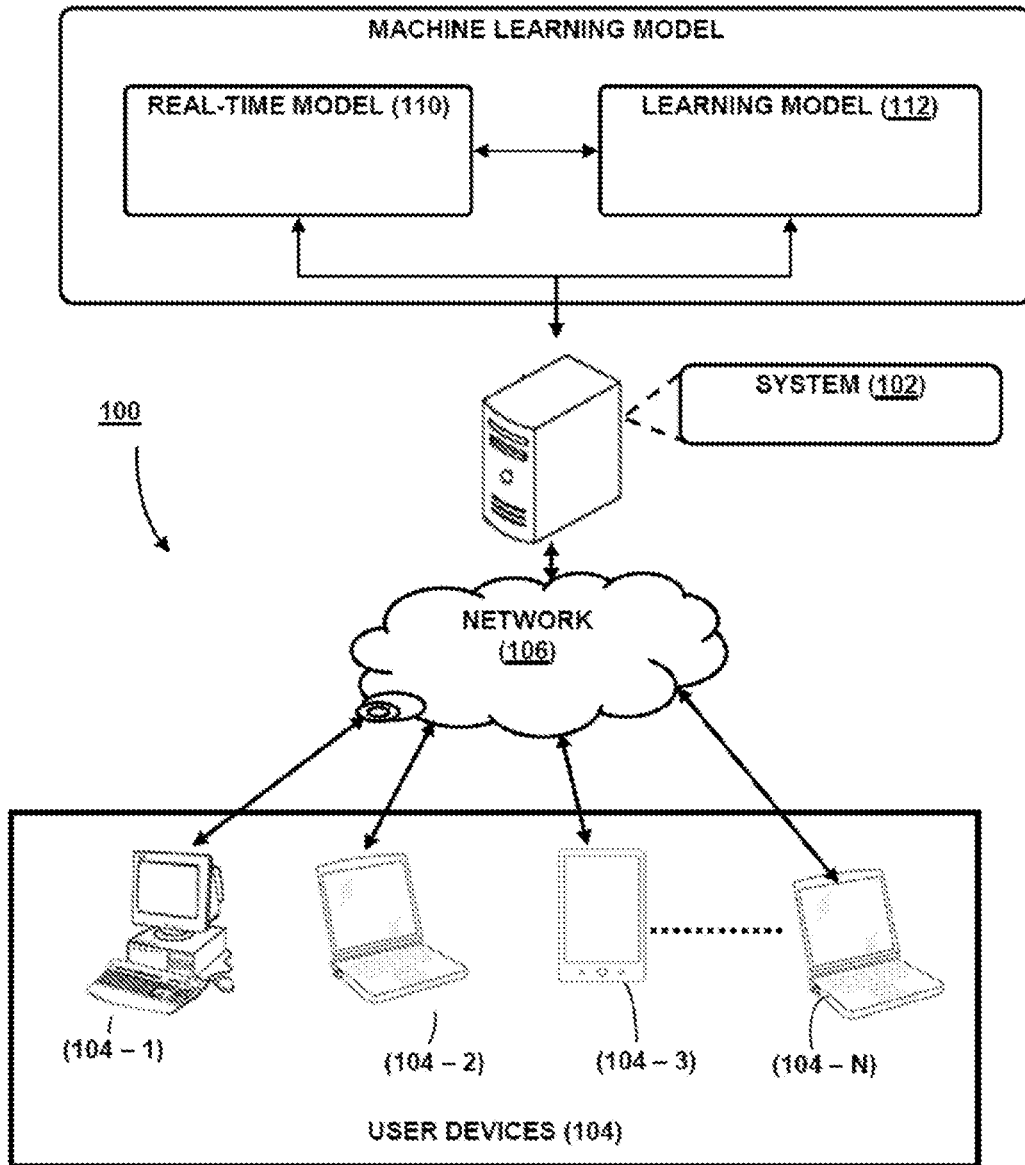 MACHINE LEARNING MODEL
REAL-TIME MODEL (110)
LEARNING MODEL (112)
SYSTEM (102)
100
NETWORK
(106)
(104 – 1)
(104 – 2)
(104 – 3)
(104 – N)
USER DEVICES (104)